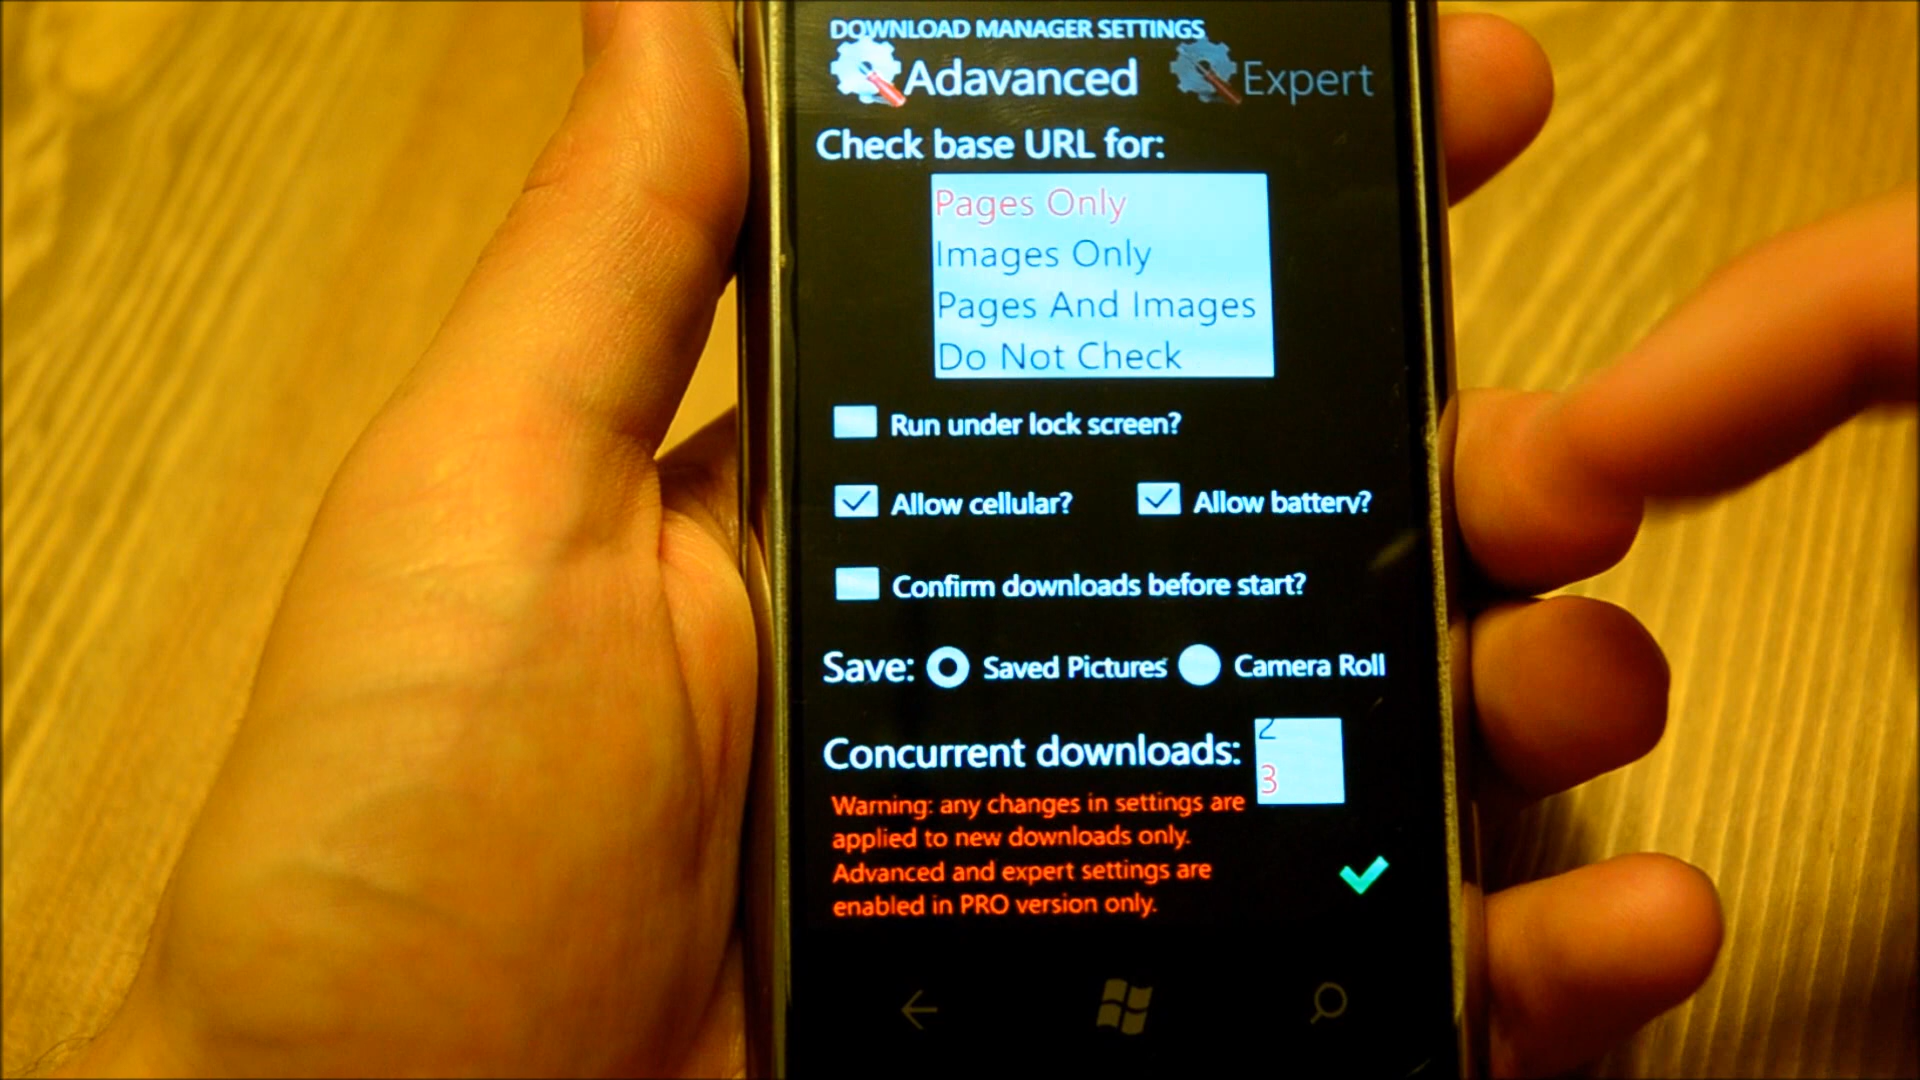 DOWNLOAD MANAGER SETTINGS
Adavanced Expert
Check base URL for:
Pages Only
Images Only
Pages And Images
Do Not Check
Run under lock screen?
Allow cellular? Allow battery?
Confirm downloads before start?
Save: Saved Pictures Camera Roll
2
Concurrent downloads:
3
Warning: any changes in settings are
applied to new downloads only.
Advanced and expert settings are
enabled in PRO version only.